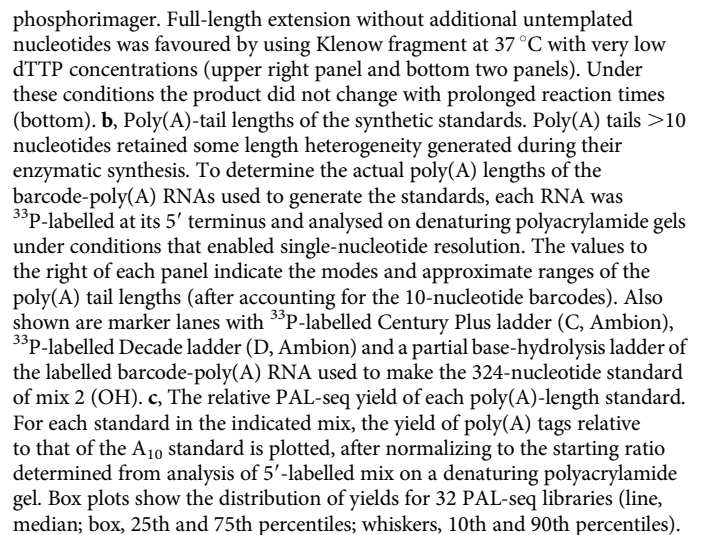 phosphorimager. Full-length extension without additional untemplated
nucleotides was favoured by using Klenow fragment at 37 °C with very low
dTTP concentrations (upper right panel and bottom two panels). Under
these conditions the product did not change with prolonged reaction times
(bottom). b, Poly(A)-tail lengths of the synthetic standards. Poly(A) tails >10
nucleotides retained some length heterogeneity generated during their
enzymatic synthesis. To determine the actual poly(A) lengths of the
barcode-poly(A) RNAs used to generate the standards, each RNA was
³³P-labelled at its 5′ terminus and analysed on denaturing polyacrylamide gels
under conditions that enabled single-nucleotide resolution. The values to
the right of each panel indicate the modes and approximate ranges of the
poly(A) tail lengths (after accounting for the 10-nucleotide barcodes). Also
shown are marker lanes with ³³P-labelled Century Plus ladder (C, Ambion),
³³P-labelled Decade ladder (D, Ambion) and a partial base-hydrolysis ladder of
the labelled barcode-poly(A) RNA used to make the 324-nucleotide standard
of mix 2 (OH). c, The relative PAL-seq yield of each poly(A)-length standard.
For each standard in the indicated mix, the yield of poly(A) tags relative
to that of the A₁₀ standard is plotted, after normalizing to the starting ratio
determined from analysis of 5′-labelled mix on a denaturing polyacrylamide
gel. Box plots show the distribution of yields for 32 PAL-seq libraries (line,
median; box, 25th and 75th percentiles; whiskers, 10th and 90th percentiles).